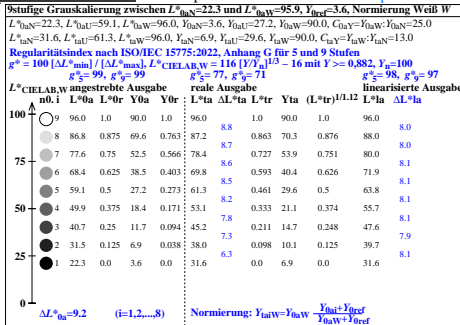 9stufige Grauskalierung zwischen L*0aN=22.3 und L*0aW=95.9, Y0ref=3.6, Normierung Weiß W
L*0aN=22.3, L*0aU=59.1, L*0aW=96.0, Y0aN=3.6, Y0aU=27.2, Y0aW=90.0, C0aY=Y0aW:Y0aN=25.0
L*taN=31.6, L*taU=61.3, L*taW=96.0, YtaN=6.9, YtaU=29.6, YtaW=90.0, CtaY=YtaW:YtaN=13.0
Regularitätsindex nach ISO/IEC 15775:2022, Anhang G für 5 und 9 Stufen
g* = 100 [ΔL*min] / [ΔL*max], L*CIELAB,W = 116 [Y/Yn]1/3 – 16 mit Y >= 0,882, Yn=100
g*5= 99, g*9= 99 g*5= 77, g*9= 71 g*5= 98, g*9= 97
L*CIELAB,W angestrebte Ausgabe reale Ausgabe linearisierte Ausgabe
n0. i L*0a L*0r Y0a Y0r L*ta ΔL*ta L*tr Yta (L*tr)1/1.12 L*la ΔL*la
100 9 96.0 1.0 90.0 1.0 96.0 1.0 90.0 1.0 96.0
8.8 8.0
8 86.8 0.875 69.6 0.763 87.2 0.863 70.3 0.876 88.0
8.7 8.0
7 77.6 0.75 52.5 0.566 78.4 0.727 53.9 0.751 80.0
75 8.6 8.1
6 68.4 0.625 38.5 0.403 69.8 0.593 40.4 0.626 71.9
8.5 8.1
5 59.1 0.5 27.2 0.273 61.3 0.461 29.6 0.5 63.8
8.2 8.1
50 4 49.9 0.375 18.4 0.171 53.1 0.333 21.1 0.374 55.7
7.8 8.1
3 40.7 0.25 11.7 0.094 45.2 0.211 14.7 0.248 47.6
7.3 7.9
2 31.5 0.125 6.9 0.038 38.0 0.098 10.1 0.125 39.7
25 6.3 8.1
1 22.3 0.0 3.6 0.0 31.6 0.0 6.9 0.0 31.6
0
ΔL*0a=9.2 (i=1,2,...,8) Normierung: YtaiW=Y0aW Y0ai+Y0ref
Y0aW+Y0ref